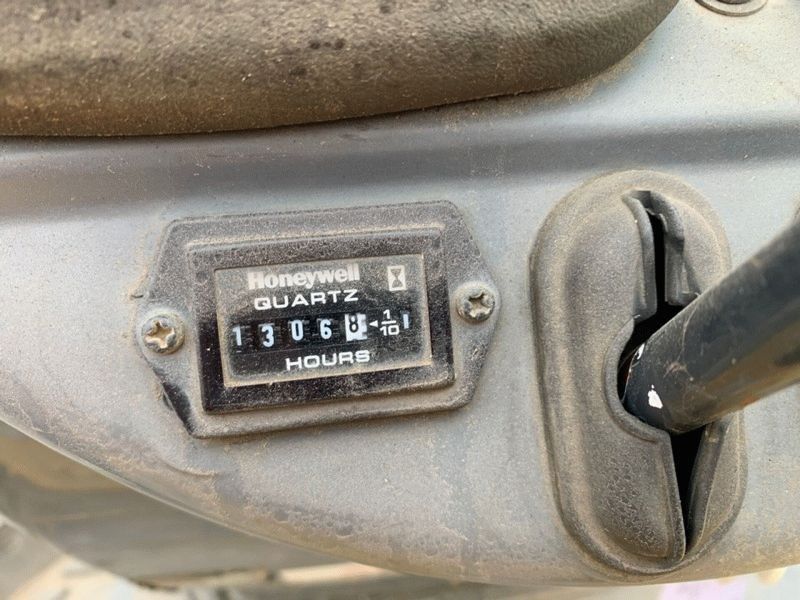 Honeywell
QUARTZ
1 3 0 6 8 1/10
HOURS